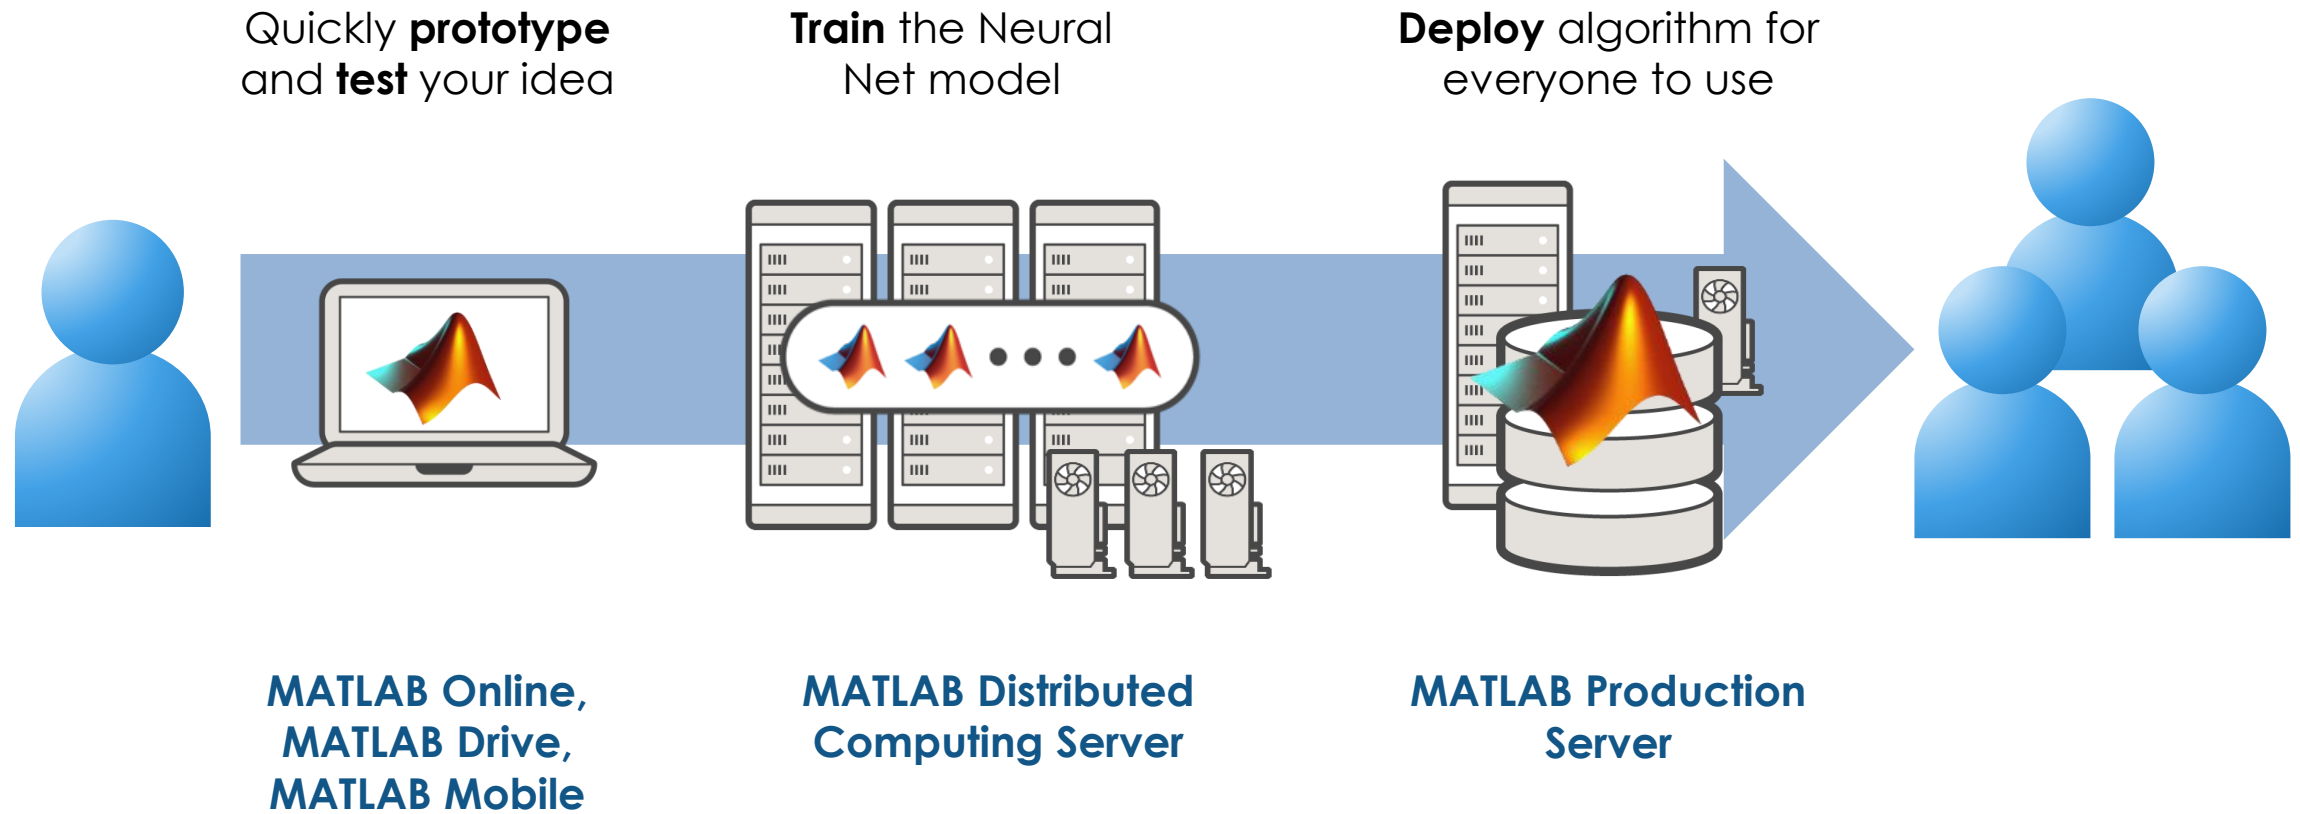 Quickly prototype
and test your idea
Train the Neural
Net model
Deploy algorithm for
everyone to use
MATLAB Online,
MATLAB Drive,
MATLAB Mobile
MATLAB Distributed
Computing Server
MATLAB Production
Server